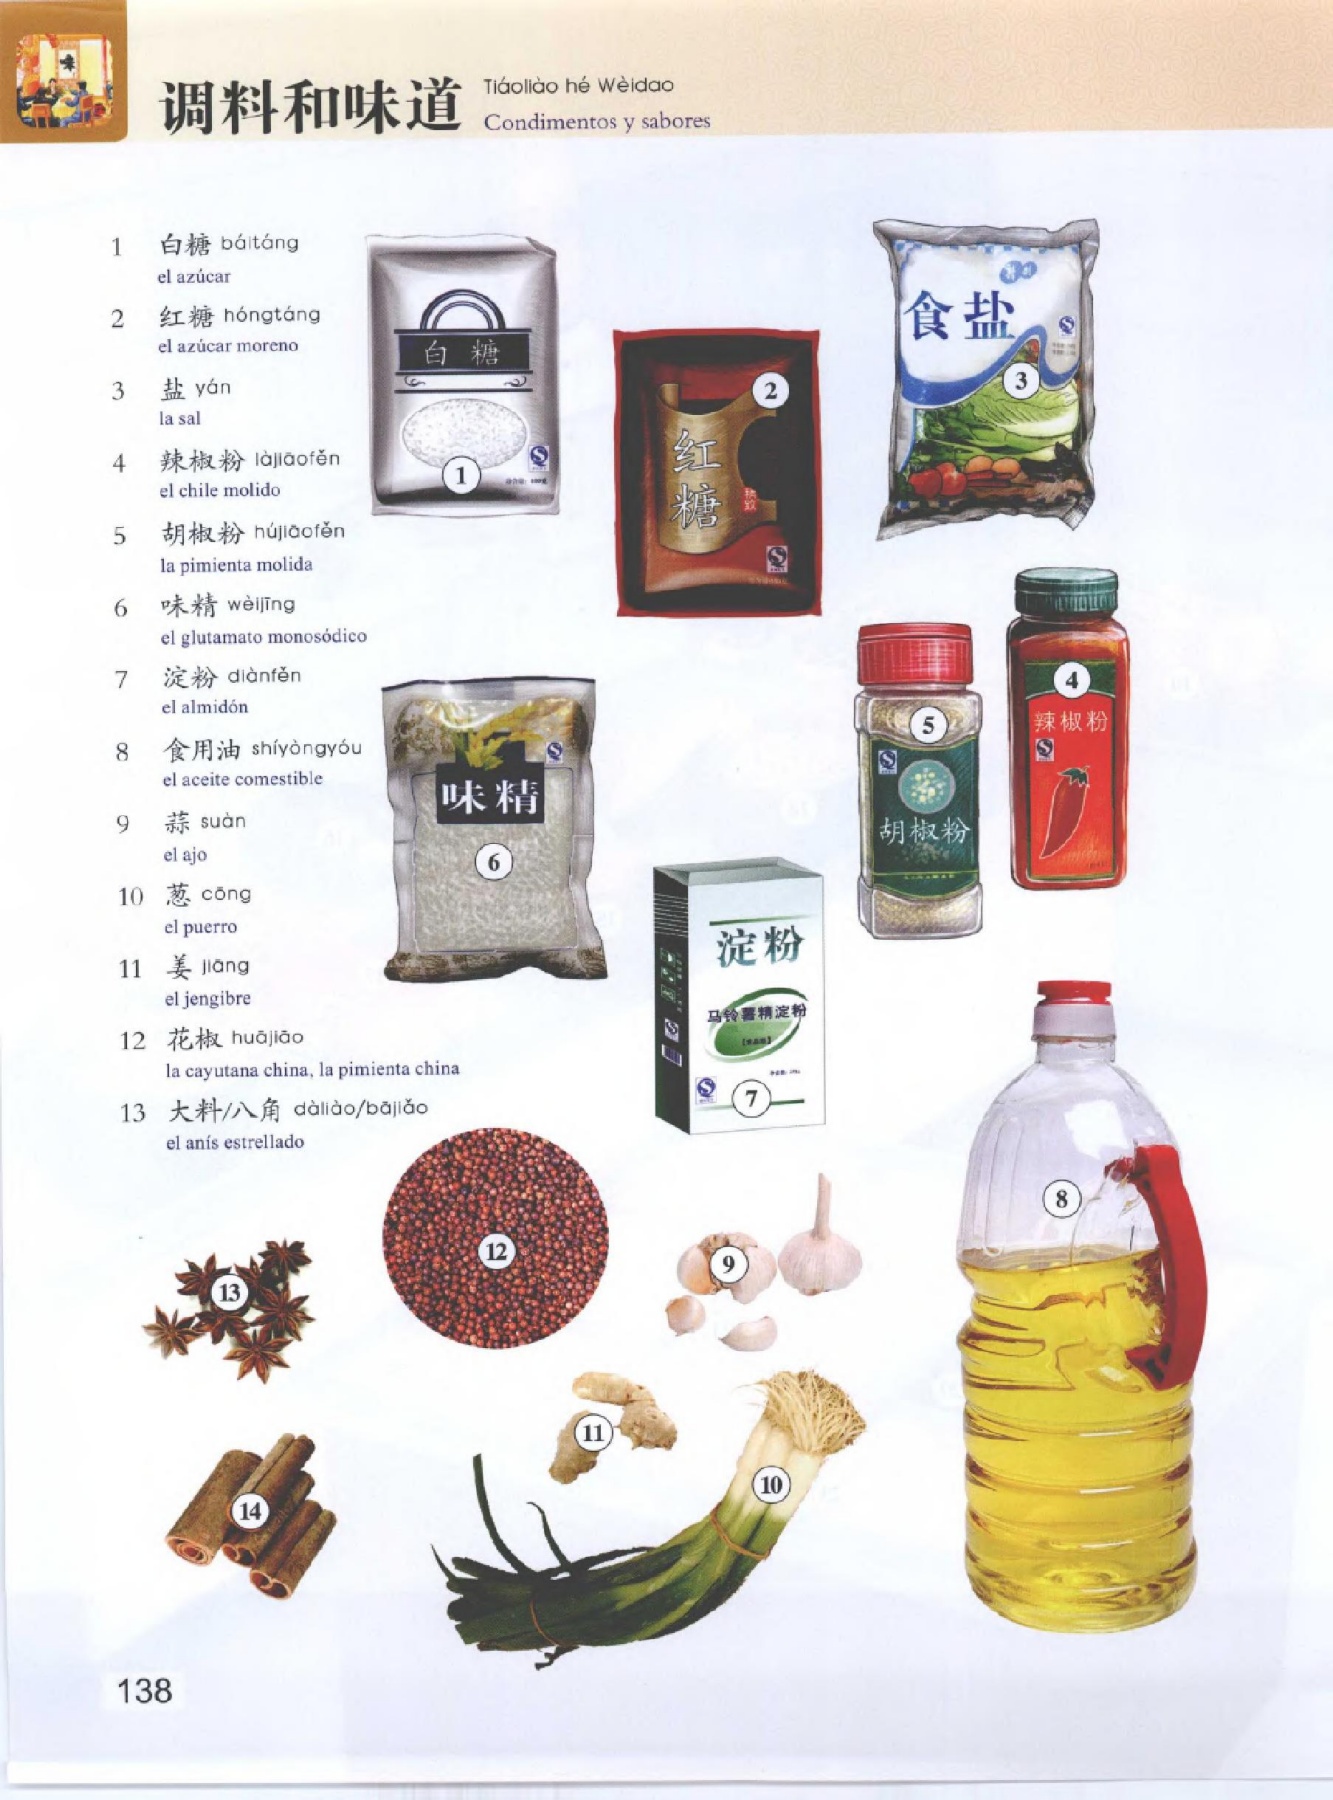 调料和味道
Tiáoliào hé Wèidao
Condimentos y sabores
1 白糖 báitáng
el azúcar
2 红糖 hóngtáng
el azúcar moreno
3 盐 yán
la sal
4 辣椒粉 làjiāofěn
el chile molido
5 胡椒粉 hújiāofěn
la pimienta molida
6 味精 wèijīng
el glutamato monosódico
7 淀粉 diànfěn
el almidón
8 食用油 shíyòngyóu
el aceite comestible
9 蒜 suàn
el ajo
10 葱 cōng
el puerro
11 姜 jiāng
el jengibre
12 花椒 huājiāo
la cayutana china, la pimienta china
13 大料/八角 dàliào/bājiǎo
el anís estrellado
白糖
1
红
糖
2
食盐
3
辣椒粉
4
胡椒粉
5
味精
6
淀粉
马铃薯精淀粉
7
8
9
10
11
12
13
14
138